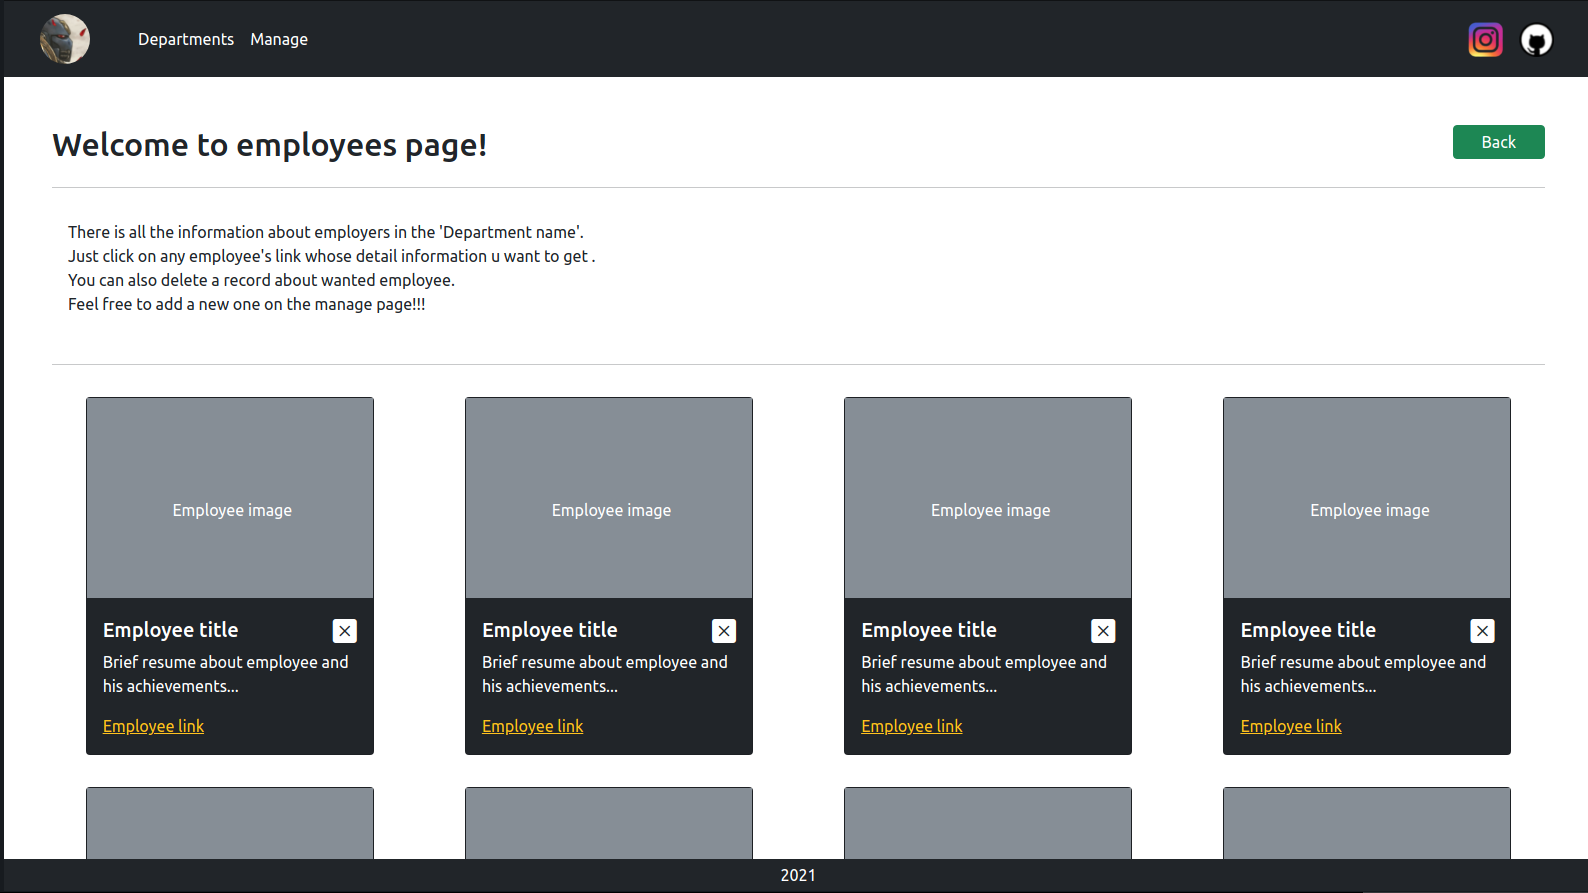 Departments Manage
Welcome to employees page!
Back
There is all the information about employers in the 'Department name'.
Just click on any employee's link whose detail information u want to get .
You can also delete a record about wanted employee.
Feel free to add a new one on the manage page!!!
Employee image
Employee title
Brief resume about employee and
his achievements...
Employee link
Employee image
Employee title
Brief resume about employee and
his achievements...
Employee link
Employee image
Employee title
Brief resume about employee and
his achievements...
Employee link
Employee image
Employee title
Brief resume about employee and
his achievements...
Employee link
2021